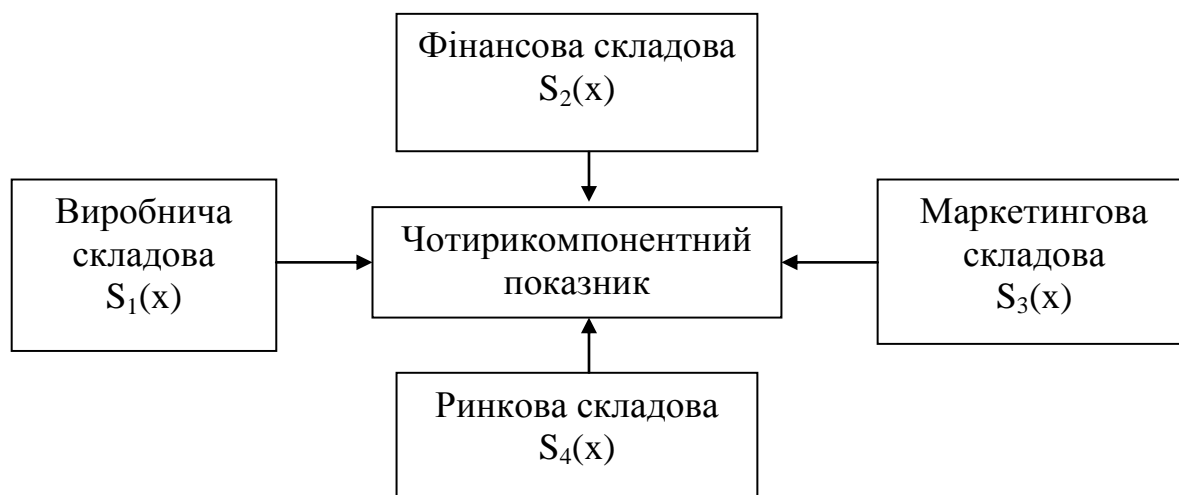 Фінансова складова
S₂(x)
Виробнича
складова
S₁(x)
Чотирикомпонентний
показник
Маркетингова
складова
S₃(x)
Ринкова складова
S₄(x)